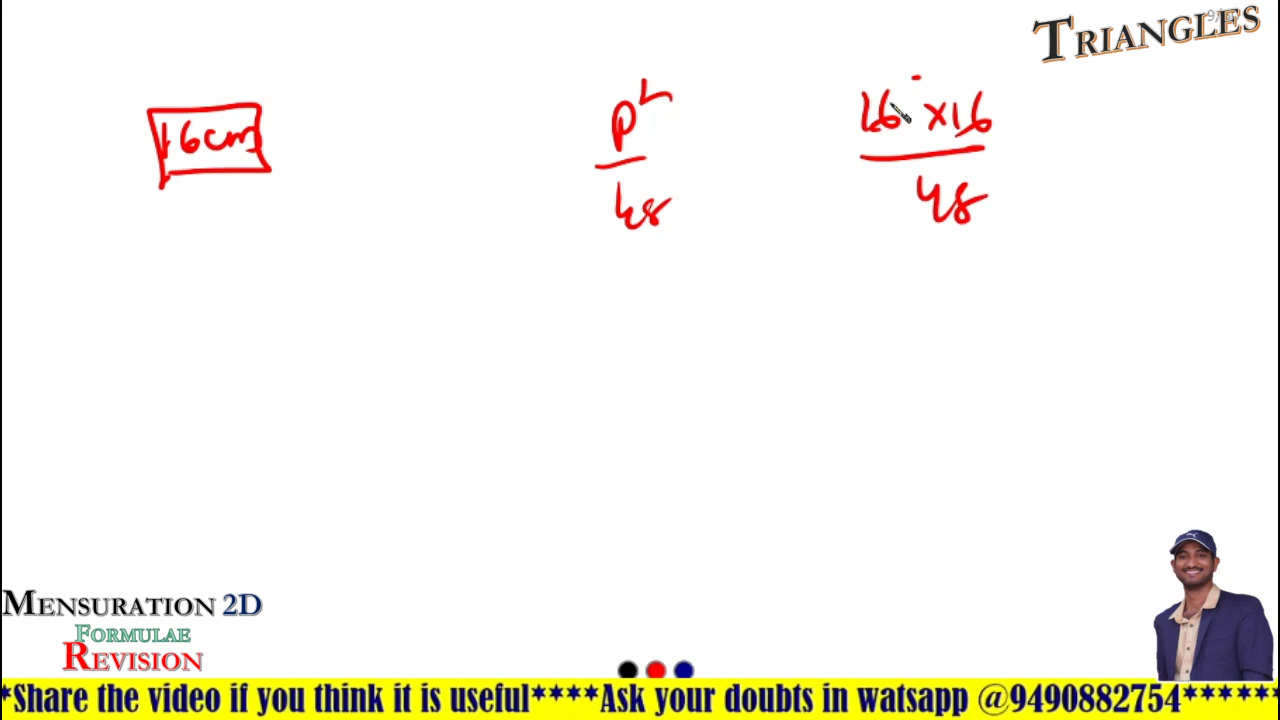 TRIANGLES
16cm
p²
48
16 × 16
48
MENSURATION 2D
FORMULAE
REVISION
*Share the video if you think it is useful****Ask your doubts in watsapp @9490882754******